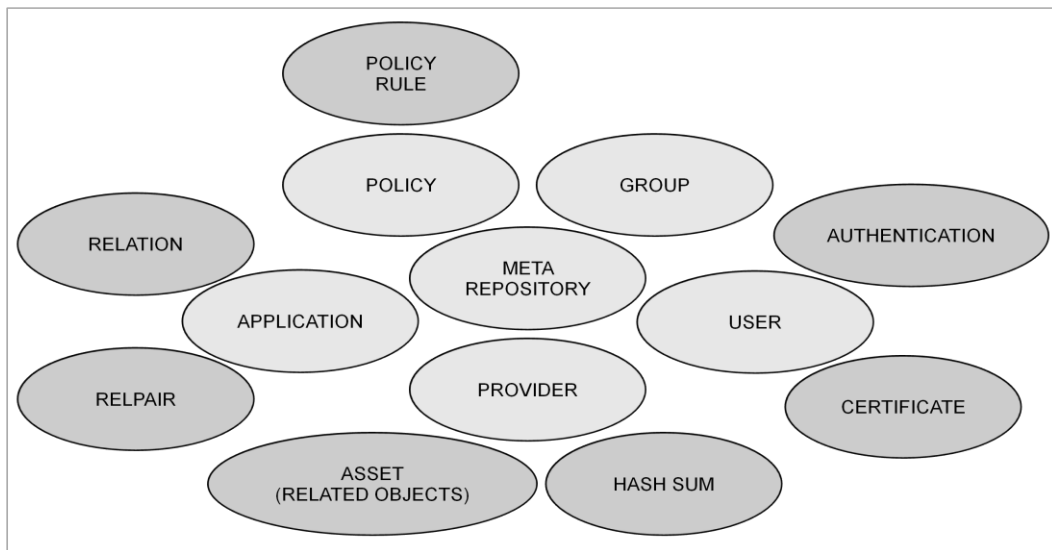 POLICY
RULE
POLICY
GROUP
RELATION
AUTHENTICATION
META
REPOSITORY
APPLICATION
USER
PROVIDER
RELPAIR
CERTIFICATE
ASSET
(RELATED OBJECTS)
HASH SUM